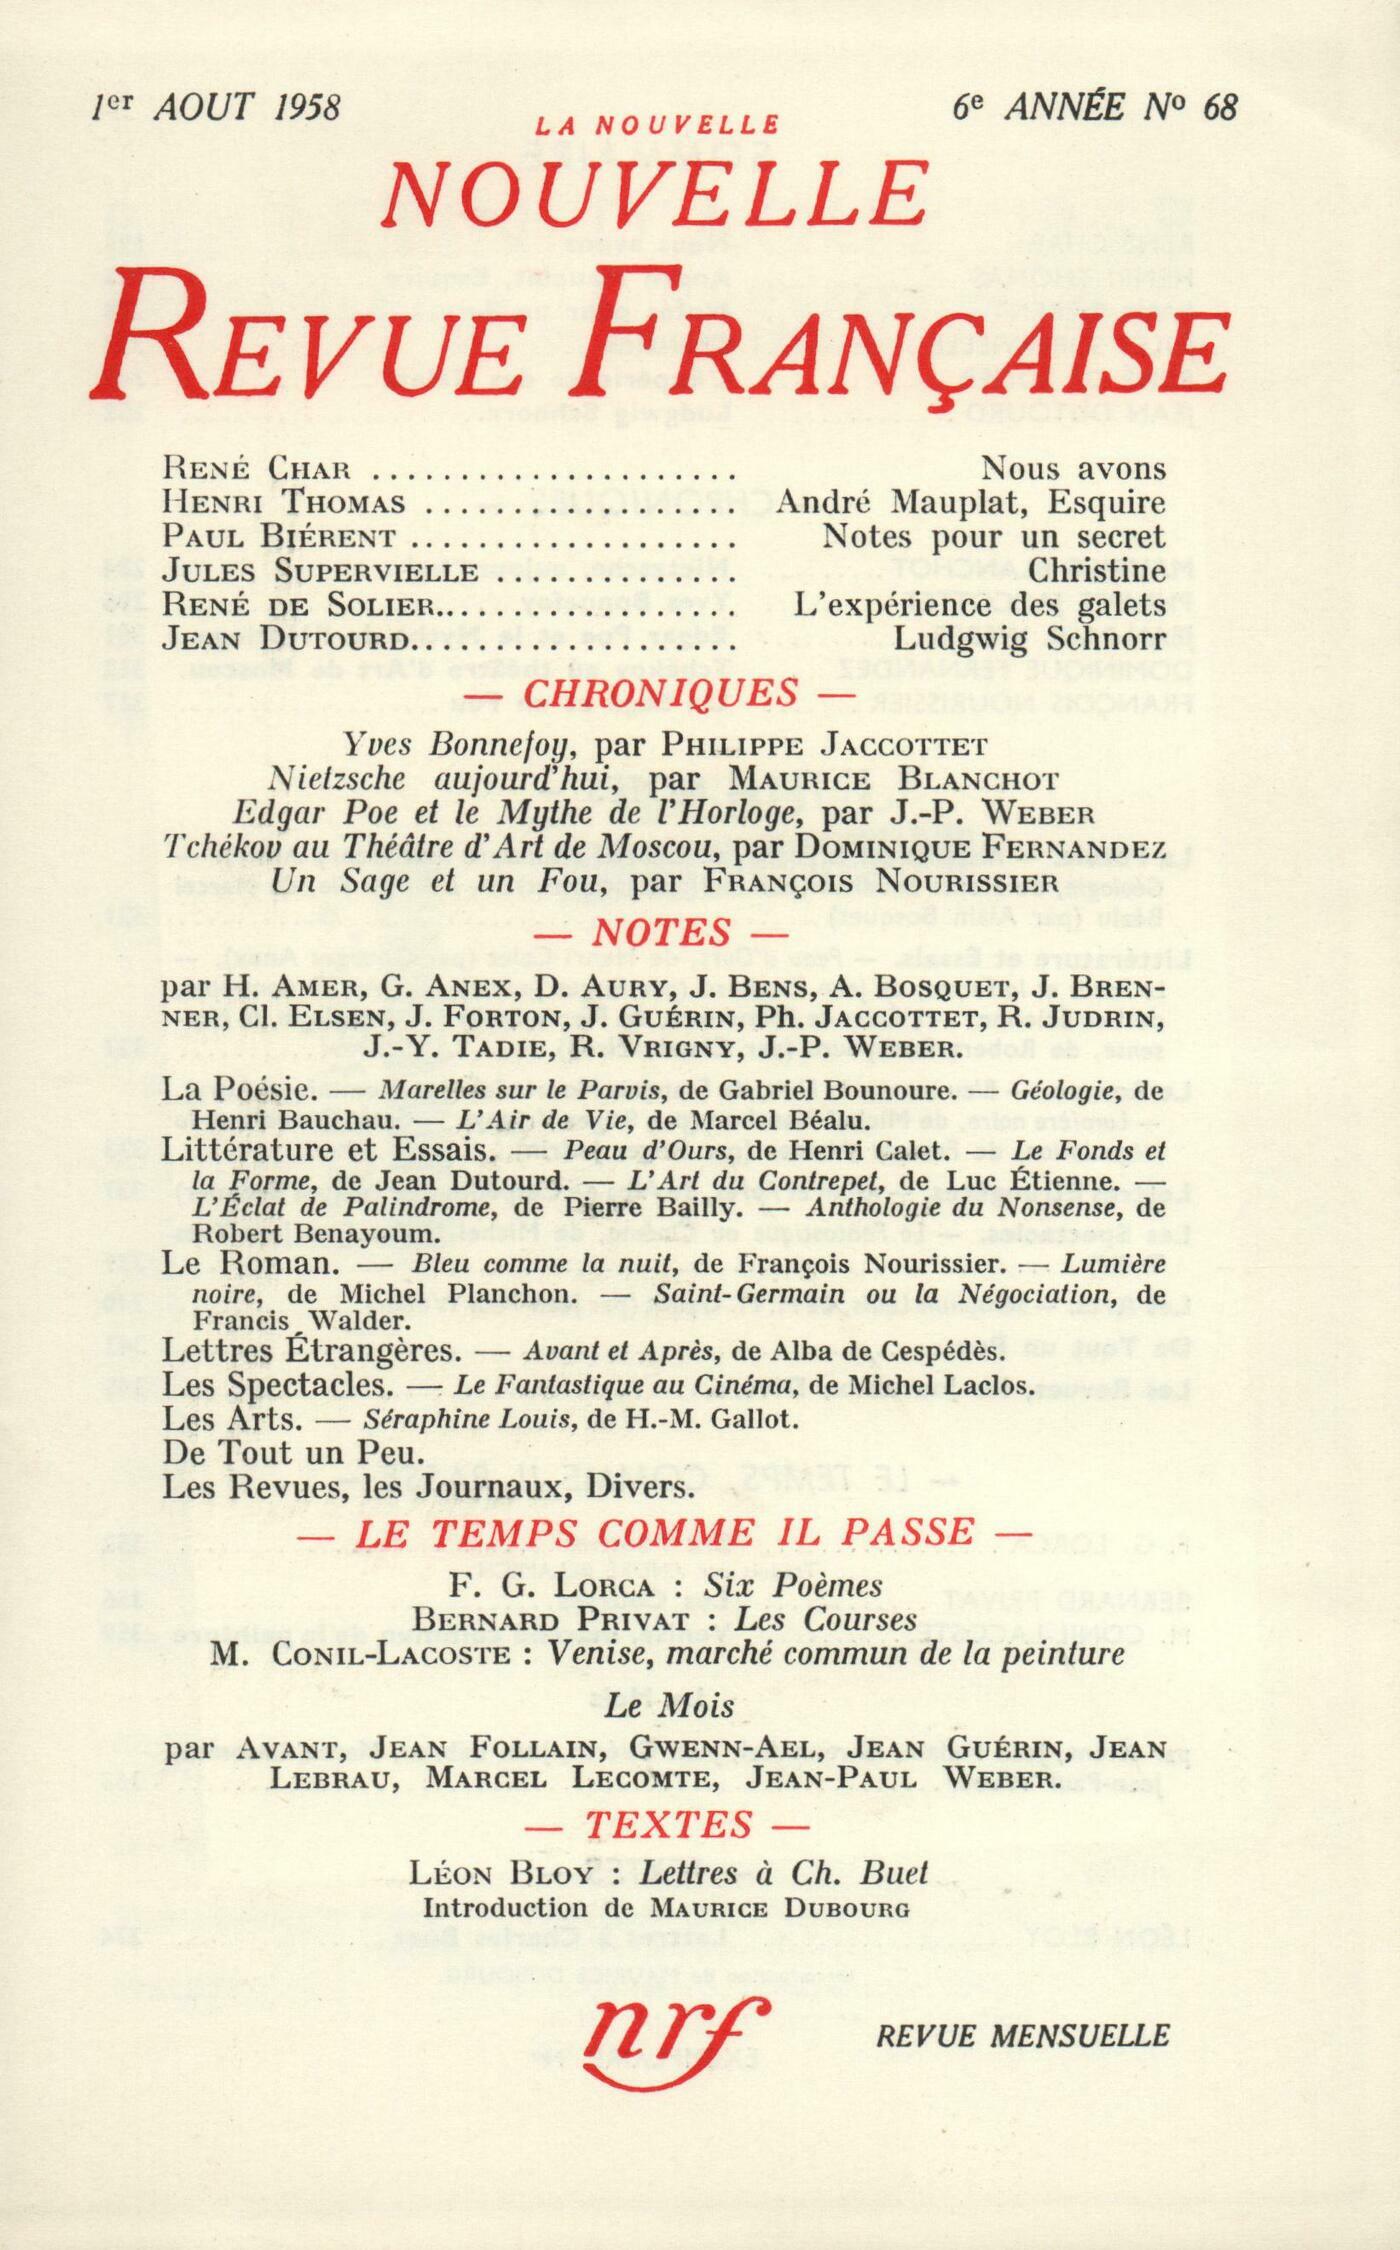 1er AOUT 1958
6e ANNÉE No 68
LA NOUVELLE
NOUVELLE
REVUE FRANÇAISE
RENÉ CHAR ..................... Nous avons
HENRI THOMAS .................. André Mauplat, Esquire
PAUL BIÉRENT ................... Notes pour un secret
JULES SUPERVIELLE .............. Christine
RENÉ DE SOLIER................. L'expérience des galets
JEAN DUTOURD................... Ludgwig Schnorr
— CHRONIQUES —
Yves Bonnefoy, par PHILIPPE JACCOTTET
Nietzsche aujourd'hui, par MAURICE BLANCHOT
Edgar Poe et le Mythe de l'Horloge, par J.-P. WEBER
Tchékov au Théâtre d'Art de Moscou, par DOMINIQUE FERNANDEZ
Un Sage et un Fou, par FRANÇOIS NOURISSIER
— NOTES —
par H. AMER, G. ANEX, D. AURY, J. BENS, A. BOSQUET, J. BREN-
NER, Cl. ELSEN, J. FORTON, J. GUÉRIN, Ph. JACCOTTET, R. JUDRIN,
J.-Y. TADIE, R. VRIGNY, J.-P. WEBER.
La Poésie. — Marelles sur le Parvis, de Gabriel Bounoure. — Géologie, de
Henri Bauchau. — L'Air de Vie, de Marcel Béalu.
Littérature et Essais. — Peau d'Ours, de Henri Calet. — Le Fonds et
la Forme, de Jean Dutourd. — L'Art du Contrepet, de Luc Étienne. —
L'Éclat de Palindrome, de Pierre Bailly. — Anthologie du Nonsense, de
Robert Benayoum.
Le Roman. — Bleu comme la nuit, de François Nourissier. — Lumière
noire, de Michel Planchon. — Saint-Germain ou la Négociation, de
Francis Walder.
Lettres Étrangères. — Avant et Après, de Alba de Cespédès.
Les Spectacles. — Le Fantastique au Cinéma, de Michel Laclos.
Les Arts. — Séraphine Louis, de H.-M. Gallot.
De Tout un Peu.
Les Revues, les Journaux, Divers.
— LE TEMPS COMME IL PASSE —
F. G. LORCA : Six Poèmes
BERNARD PRIVAT : Les Courses
M. CONIL-LACOSTE : Venise, marché commun de la peinture
Le Mois
par AVANT, JEAN FOLLAIN, GWENN-AEL, JEAN GUÉRIN, JEAN
LEBRAU, MARCEL LECOMTE, JEAN-PAUL WEBER.
— TEXTES —
LÉON BLOY : Lettres à Ch. Buet
Introduction de MAURICE DUBOURG
nrf
REVUE MENSUELLE